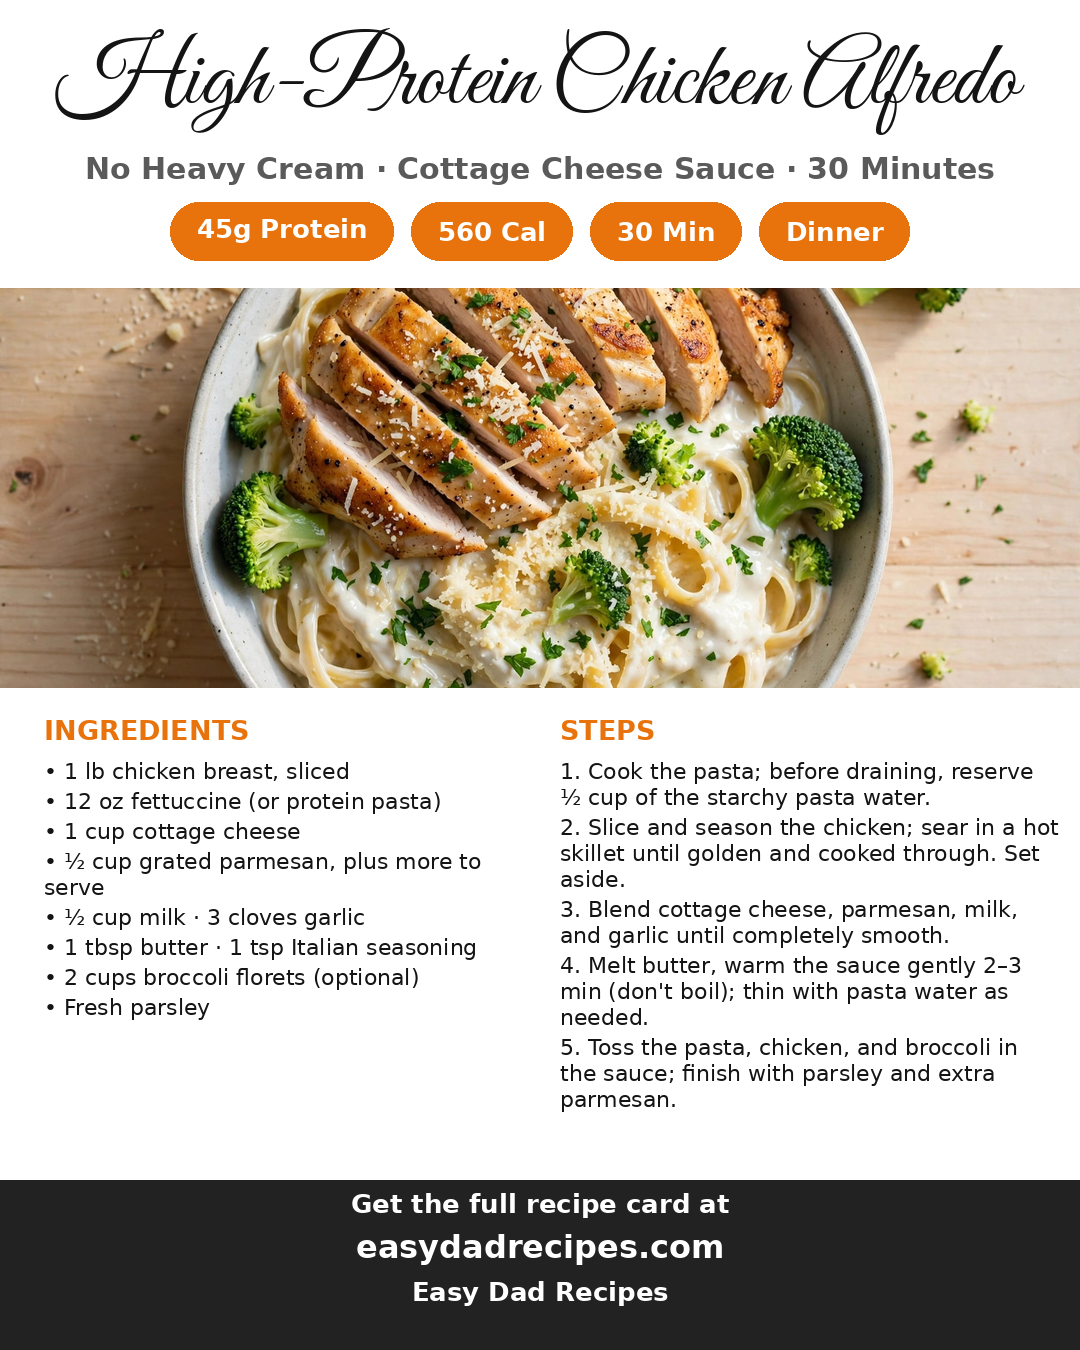 High-Protein Chicken Alfredo
No Heavy Cream · Cottage Cheese Sauce · 30 Minutes
45g Protein
560 Cal
30 Min
Dinner
INGREDIENTS
• 1 lb chicken breast, sliced
• 12 oz fettuccine (or protein pasta)
• 1 cup cottage cheese
• ½ cup grated parmesan, plus more to
serve
• ½ cup milk · 3 cloves garlic
• 1 tbsp butter · 1 tsp Italian seasoning
• 2 cups broccoli florets (optional)
• Fresh parsley
STEPS
1. Cook the pasta; before draining, reserve
½ cup of the starchy pasta water.
2. Slice and season the chicken; sear in a hot
skillet until golden and cooked through. Set
aside.
3. Blend cottage cheese, parmesan, milk,
and garlic until completely smooth.
4. Melt butter, warm the sauce gently 2–3
min (don't boil); thin with pasta water as
needed.
5. Toss the pasta, chicken, and broccoli in
the sauce; finish with parsley and extra
parmesan.
Get the full recipe card at
easydadrecipes.com
Easy Dad Recipes